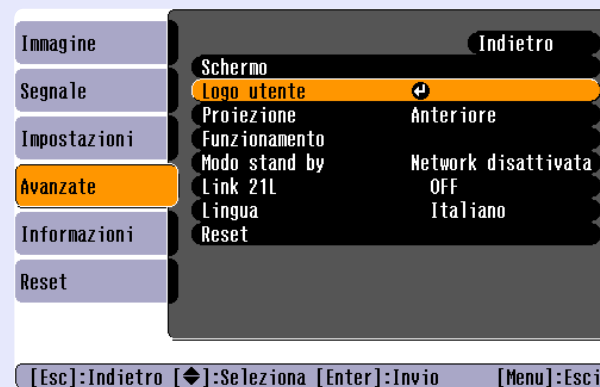 Immagine
Segnale
Impostazioni
Avanzate
Informazioni
Reset
Indietro
Schermo
Logo utente
Proiezione Anteriore
Funzionamento
Modo stand by Network disattivata
Link 21L OFF
Lingua Italiano
Reset
[Esc]:Indietro [◆]:Seleziona [Enter]:Invio [Menu]:Esci